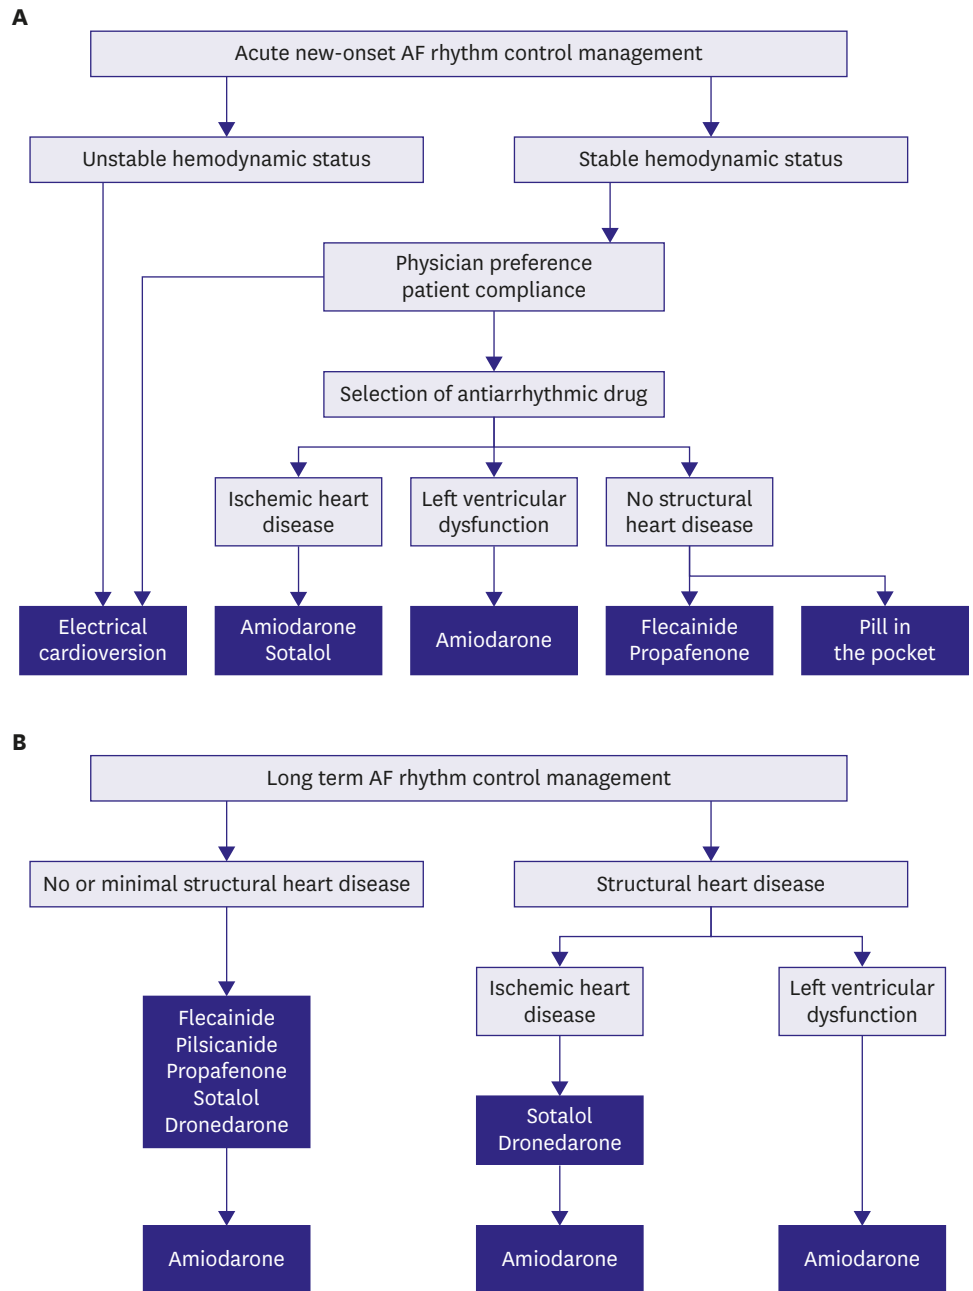 A
Acute new-onset AF rhythm control management
Unstable hemodynamic status
Stable hemodynamic status
Physician preference
patient compliance
Selection of antiarrhythmic drug
Ischemic heart
disease
Left ventricular
dysfunction
No structural
heart disease
Electrical
cardioversion
Amiodarone
Sotalol
Amiodarone
Flecainide
Propafenone
Pill in
the pocket
B
Long term AF rhythm control management
No or minimal structural heart disease
Structural heart disease
Ischemic heart
disease
Left ventricular
dysfunction
Flecainide
Pilsicanide
Propafenone
Sotalol
Dronedarone
Sotalol
Dronedarone
Amiodarone
Amiodarone
Amiodarone